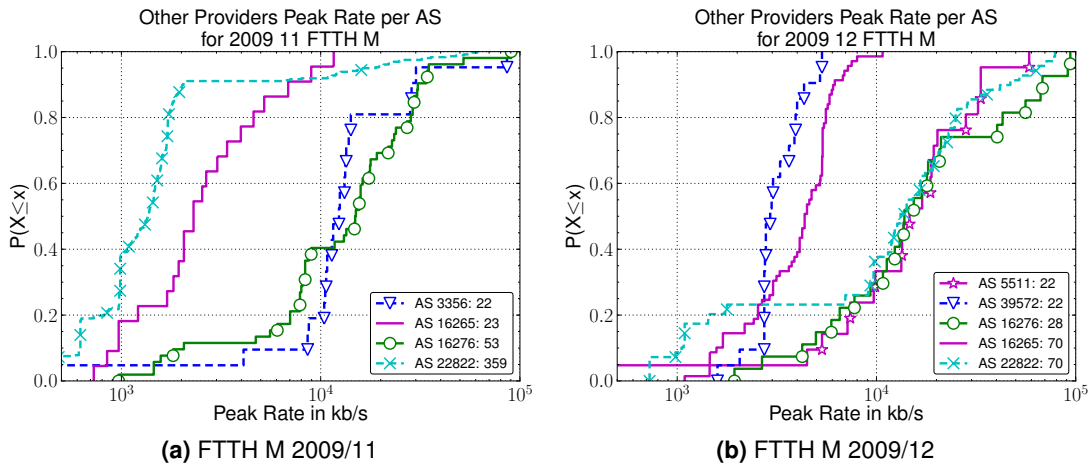 Other Providers Peak Rate per AS
for 2009 11 FTTH M
P(X≤x)
1.0
0.8
0.6
0.4
0.2
0.0
10³
10⁴
10⁵
Peak Rate in kb/s
AS 3356: 22
AS 16265: 23
AS 16276: 53
AS 22822: 359
(a) FTTH M 2009/11
Other Providers Peak Rate per AS
for 2009 12 FTTH M
P(X≤x)
1.0
0.8
0.6
0.4
0.2
0.0
10³
10⁴
10⁵
Peak Rate in kb/s
AS 5511: 22
AS 39572: 22
AS 16276: 28
AS 16265: 70
AS 22822: 70
(b) FTTH M 2009/12